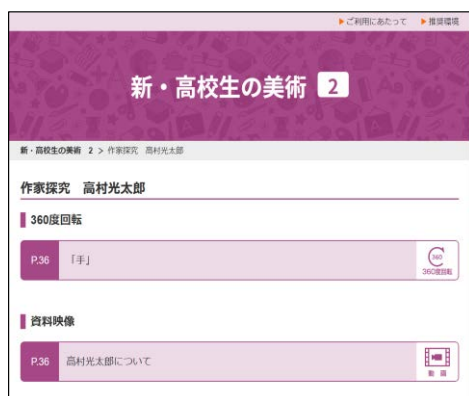 ▶ご利用にあたって ▶推奨環境
新・高校生の美術 2
新・高校生の美術 2 > 作家探究 高村光太郎
作家探究 高村光太郎
360度回転
P.36 「手」
360
360度回転
資料映像
P.36 高村光太郎について
動画